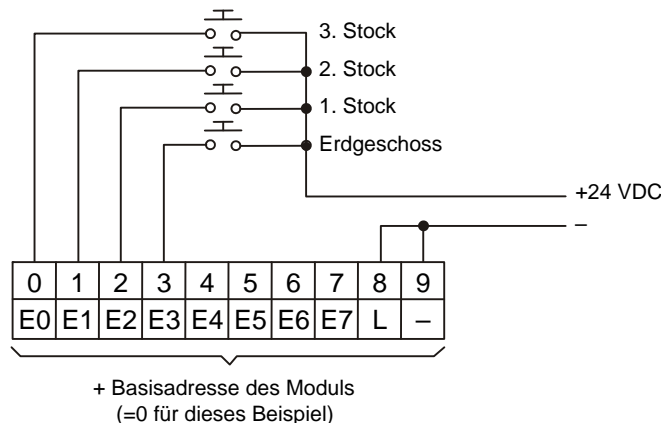 3. Stock
2. Stock
1. Stock
Erdgeschoss
+24 VDC
–
0 1 2 3 4 5 6 7 8 9
E0 E1 E2 E3 E4 E5 E6 E7 L –
+ Basisadresse des Moduls
(=0 für dieses Beispiel)